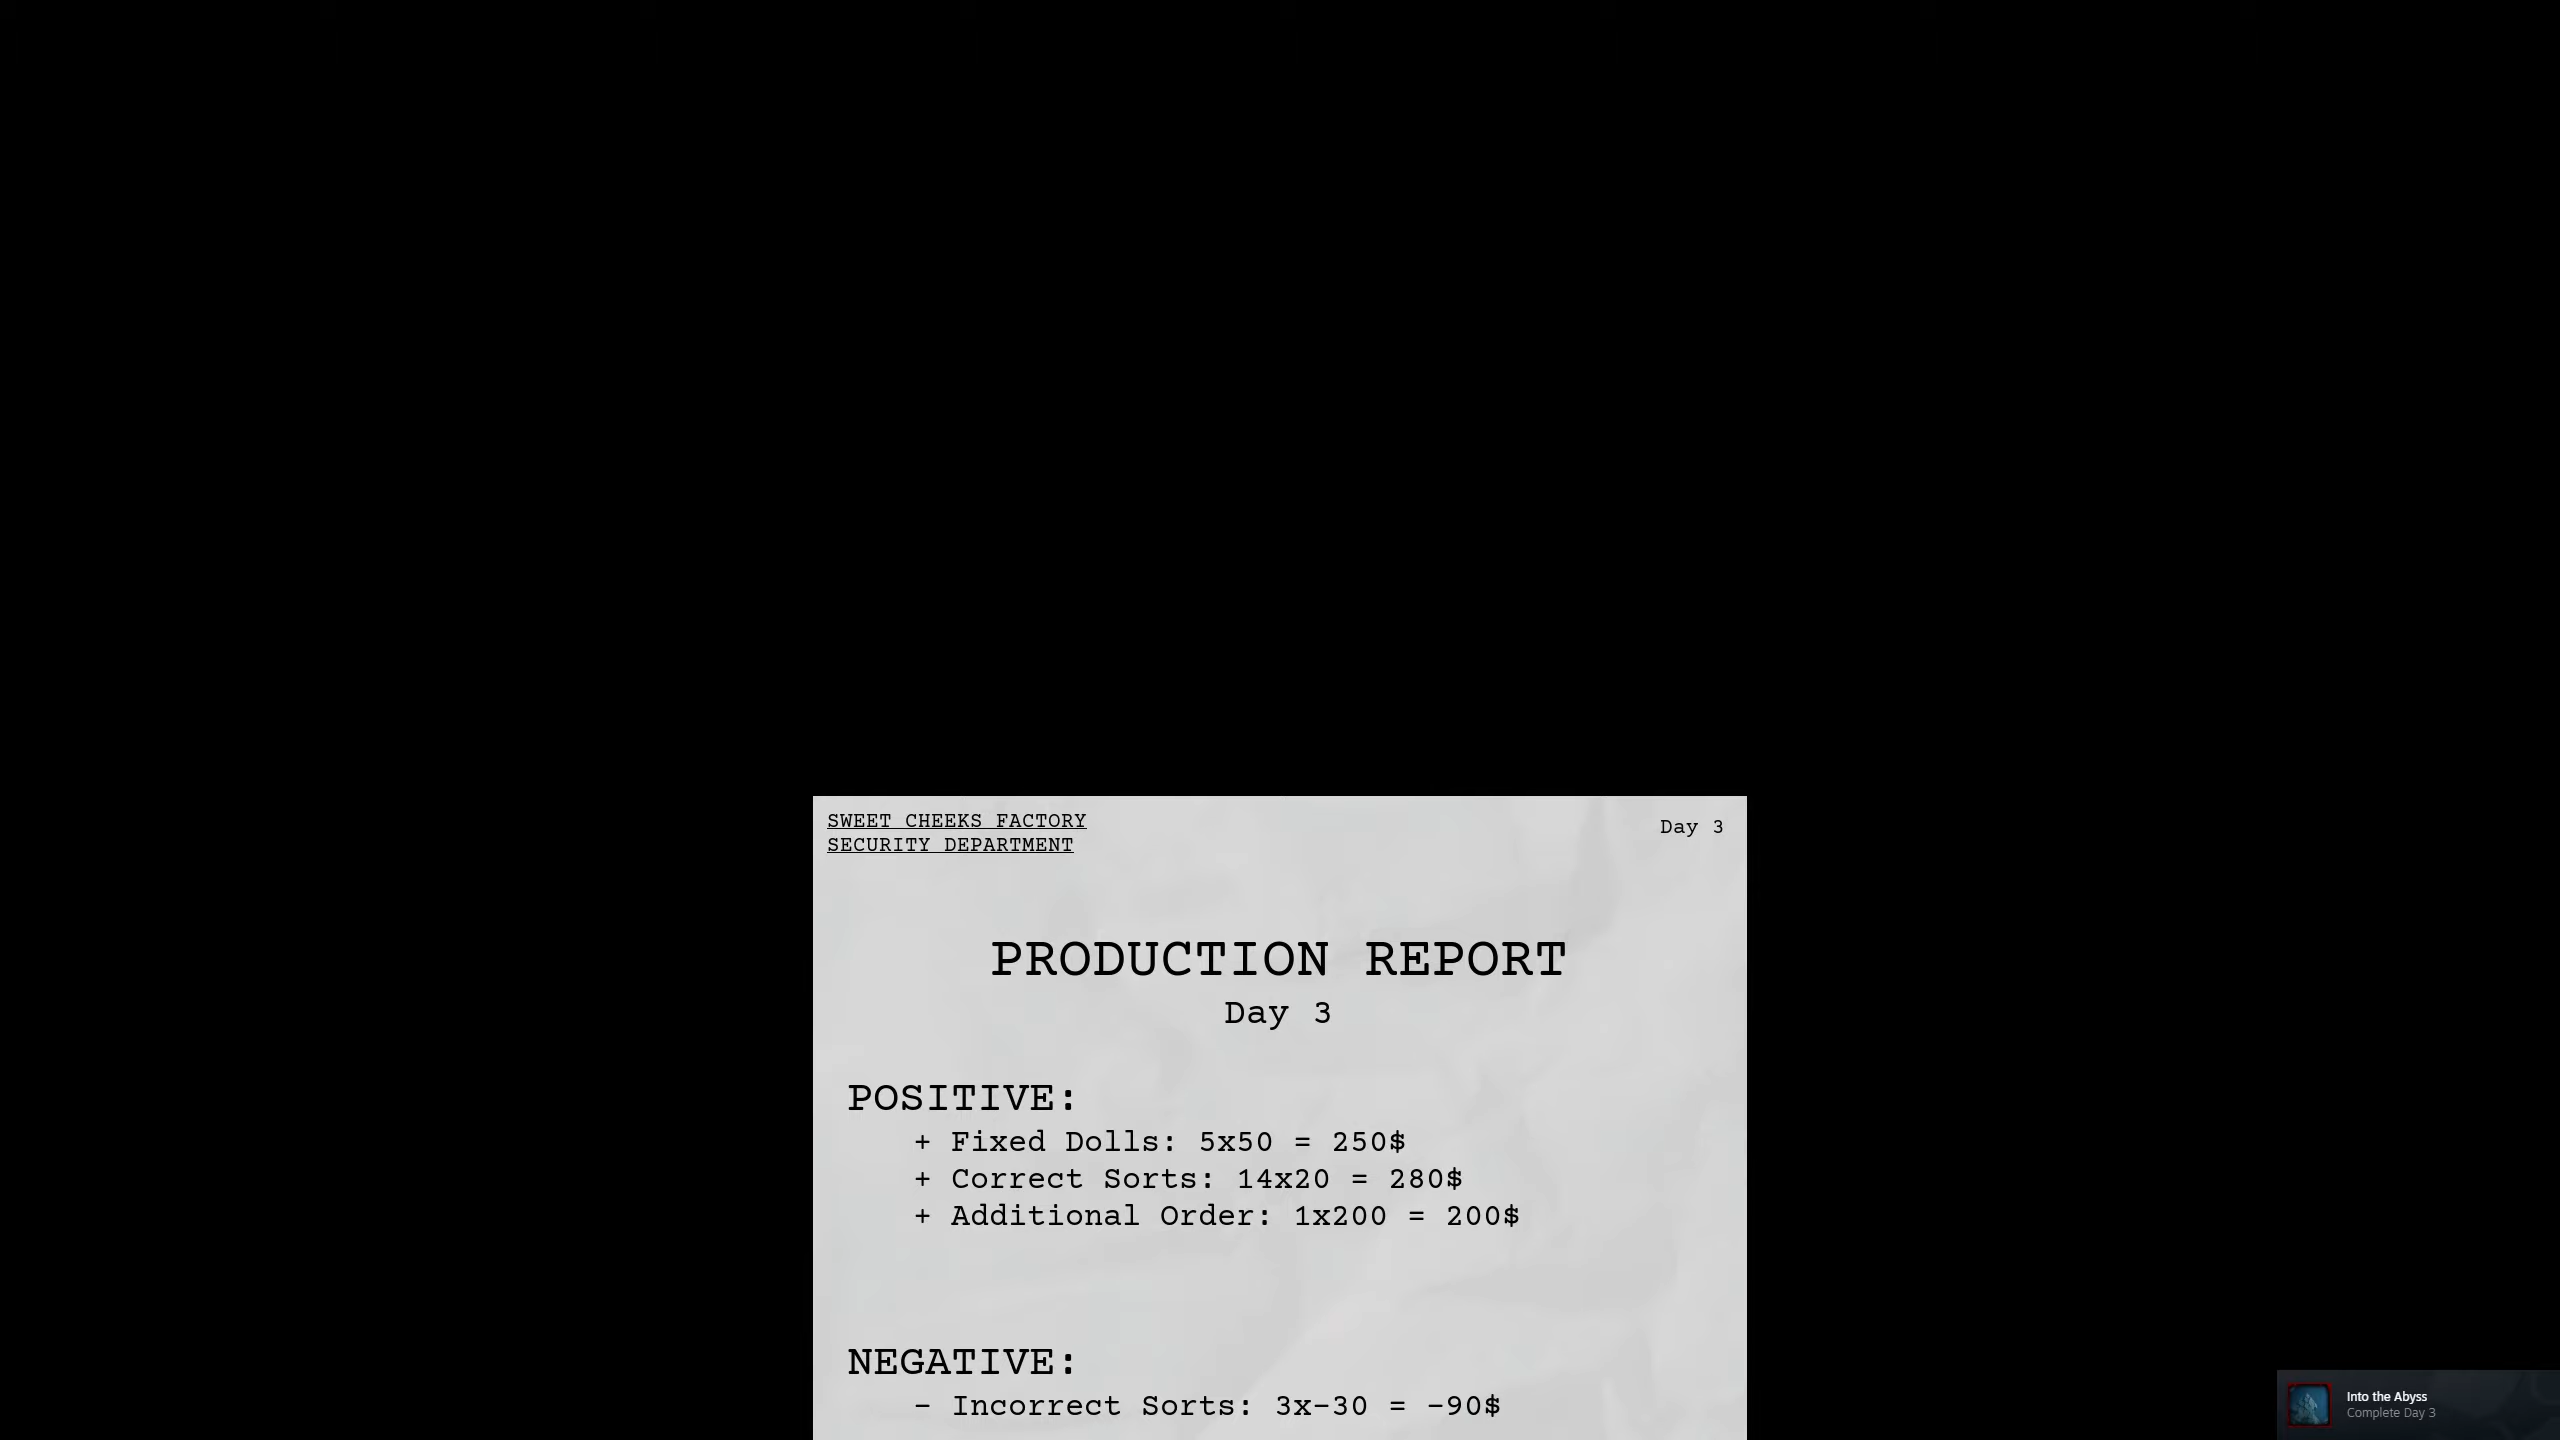 SWEET CHEEKS FACTORY
SECURITY DEPARTMENT
Day 3
PRODUCTION REPORT
Day 3
POSITIVE:
+ Fixed Dolls: 5x50 = 250$
+ Correct Sorts: 14x20 = 280$
+ Additional Order: 1x200 = 200$
NEGATIVE:
- Incorrect Sorts: 3x-30 = -90$
Into the Abyss
Complete Day 3